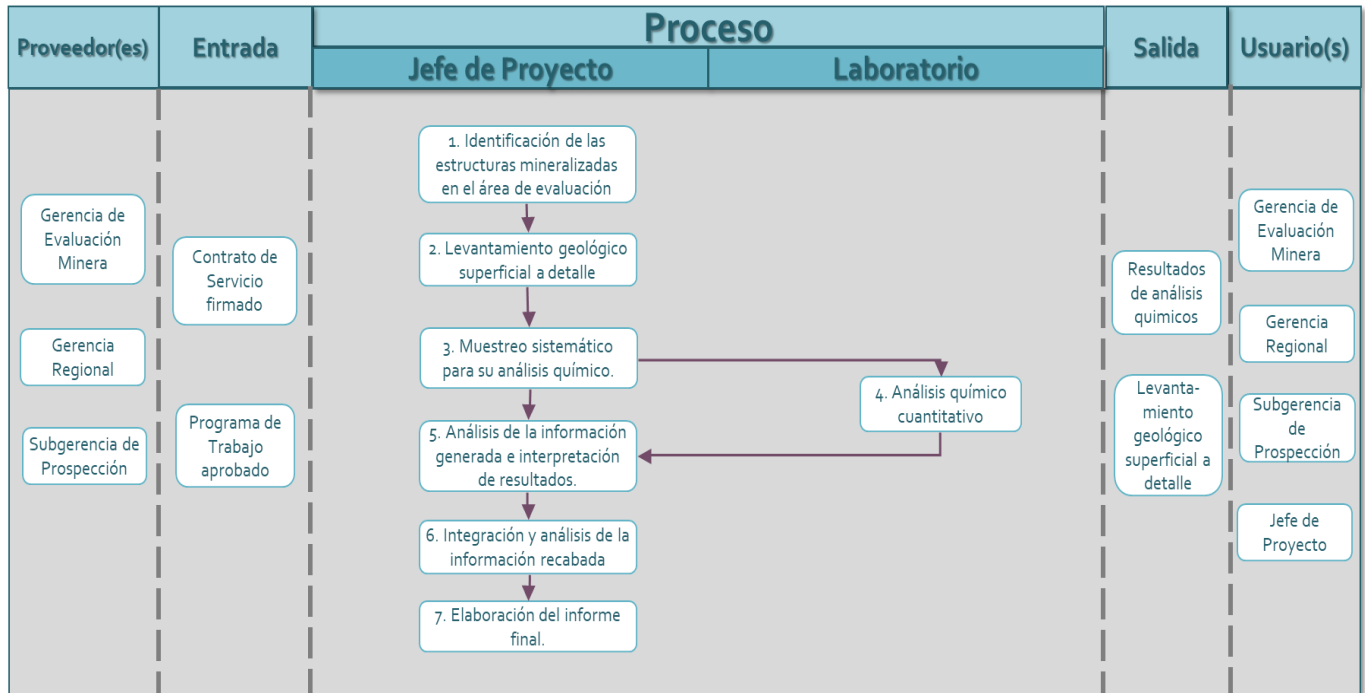 Proveedor(es)
Entrada
Proceso
Jefe de Proyecto
Laboratorio
Salida
Usuario(s)
Gerencia de
Evaluación
Minera
Gerencia
Regional
Subgerencia de
Prospección
Contrato de
Servicio
firmado
Programa de
Trabajo
aprobado
1. Identificación de las
estructuras mineralizadas
en el área de evaluación
2. Levantamiento geológico
superficial a detalle
3. Muestreo sistemático
para su análisis químico.
4. Análisis químico
cuantitativo
5. Análisis de la información
generada e interpretación
de resultados.
6. Integración y análisis de la
información recabada
7. Elaboración del informe
final.
Resultados
de análisis
quimicos
Levanta-
miento
geológico
superficial a
detalle
Gerencia de
Evaluación
Minera
Gerencia
Regional
Subgerencia
de
Prospección
Jefe de
Proyecto